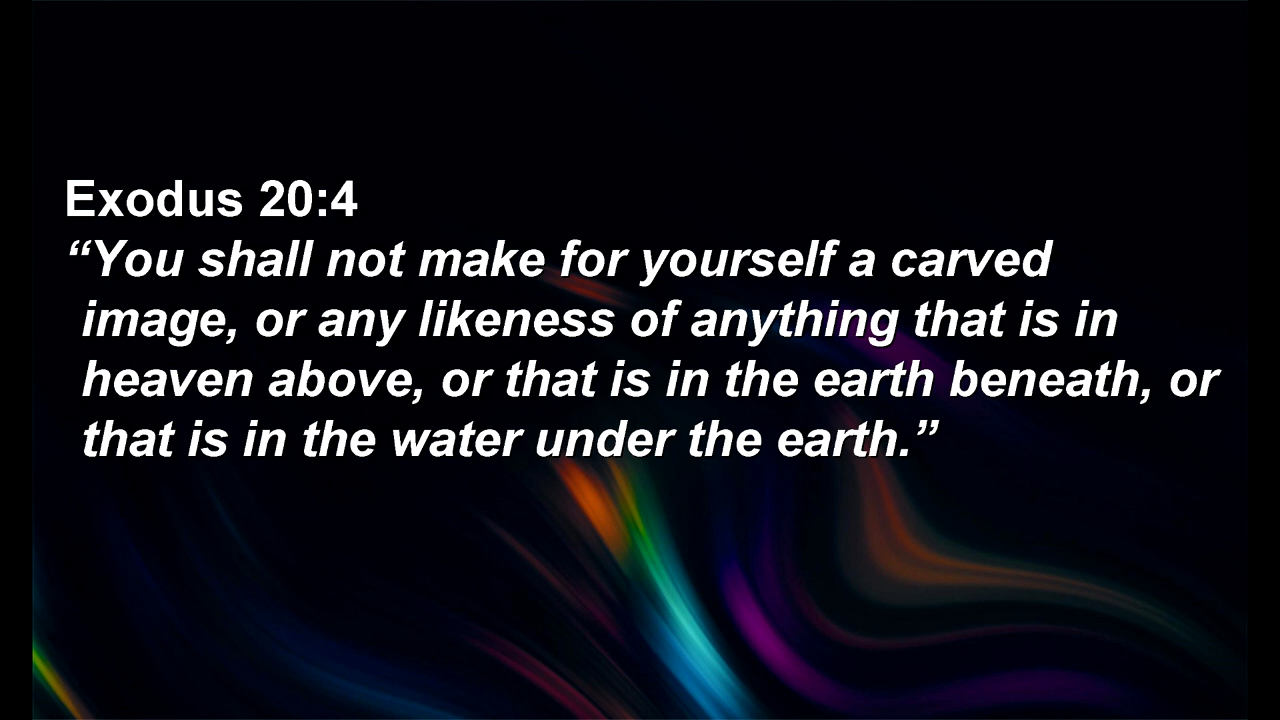 Exodus 20:4
“You shall not make for yourself a carved
image, or any likeness of anything that is in
heaven above, or that is in the earth beneath, or
that is in the water under the earth.”